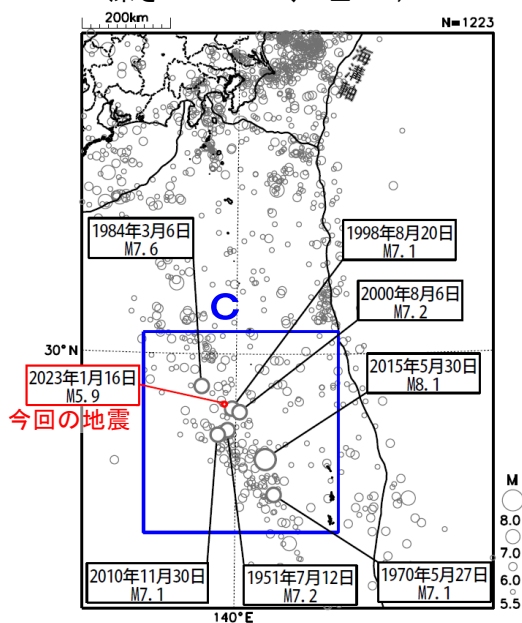 200km
N=1223
海溝軸
1984年3月6日
M7.6
1998年8月20日
M7.1
C
2000年8月6日
M7.2
30°N
2015年5月30日
M8.1
2023年1月16日
M5.9
今回の地震
M
8.0
7.0
6.0
5.5
2010年11月30日
M7.1
1951年7月12日
M7.2
1970年5月27日
M7.1
140°E